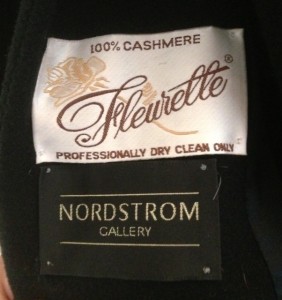 100% CASHMERE
Fleurette®
PROFESSIONALLY DRY CLEAN ONLY
NORDSTROM
GALLERY